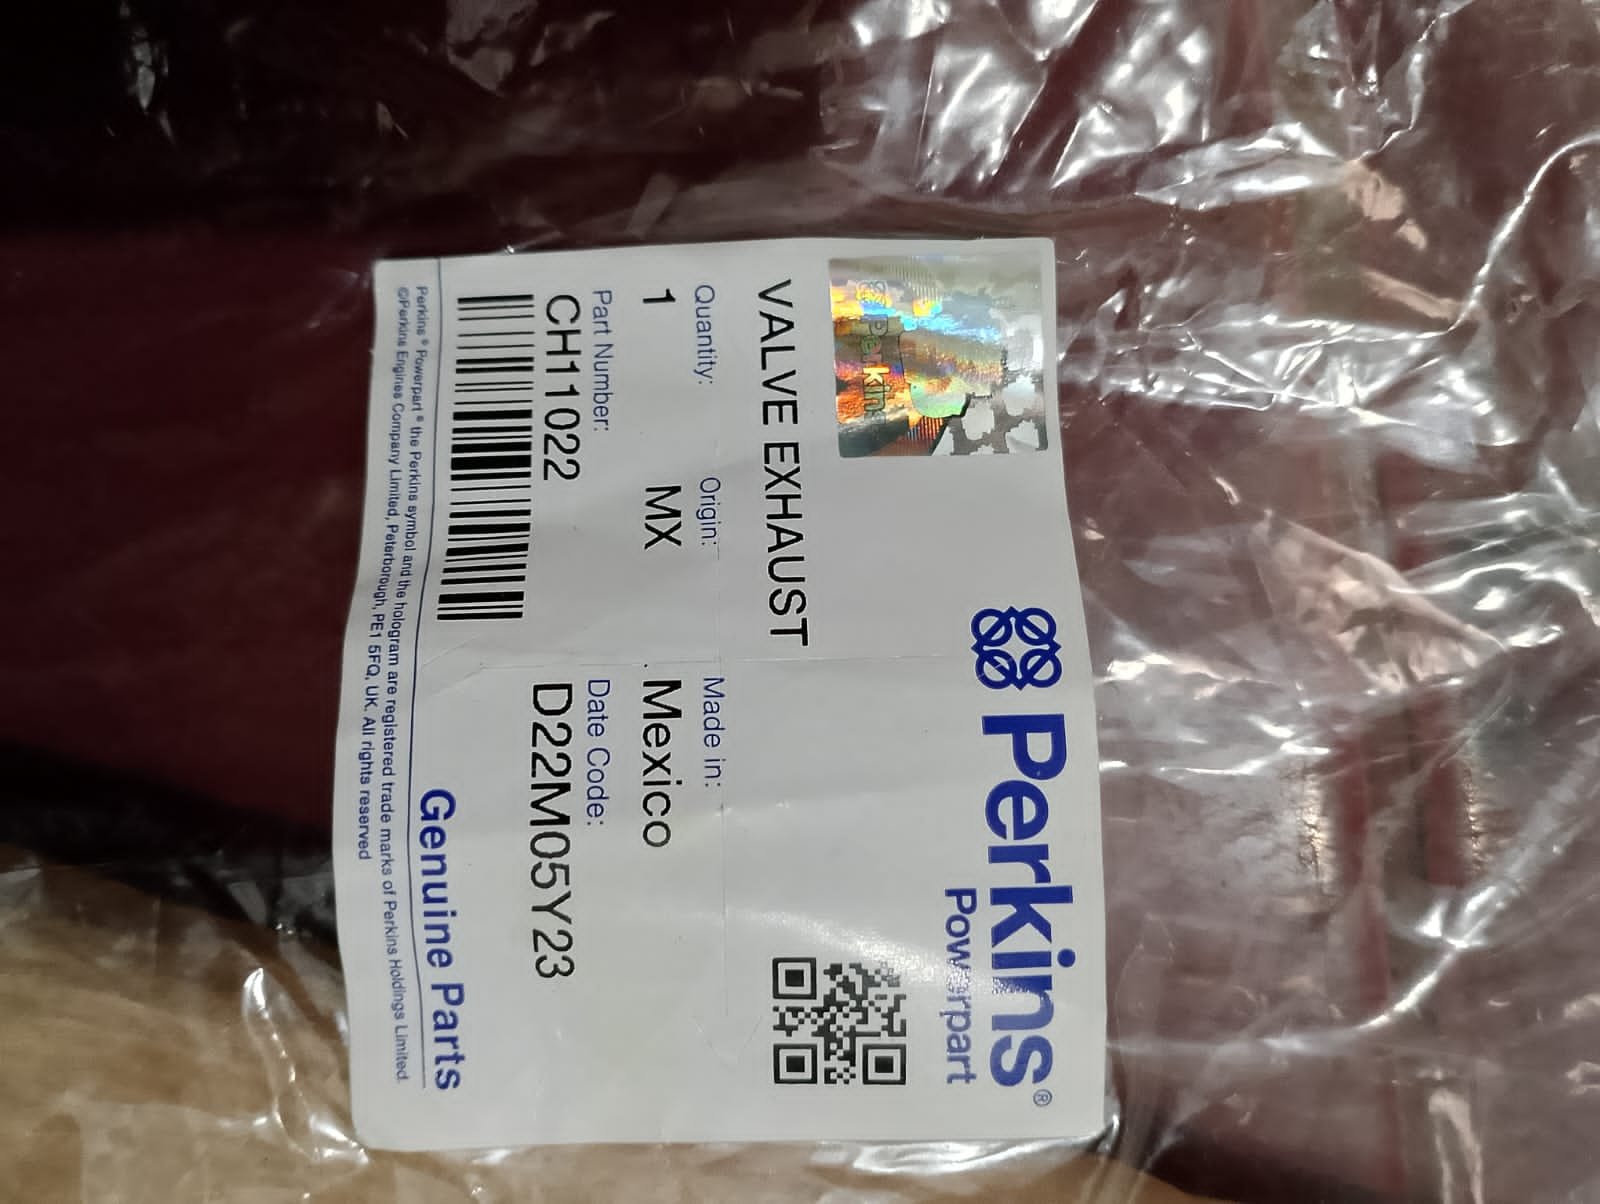 Perkins®
Powerpart
Perkins
VALVE EXHAUST
Quantity: Origin: Made in:
1 MX Mexico
Part Number: Date Code:
CH11022 D22M05Y23
Genuine Parts
Perkins® Powerpart® the Perkins symbol and the hologram are registered trade marks of Perkins Holdings Limited.
©Perkins Engines Company Limited, Peterborough, PE1 5FQ, UK. All rights reserved